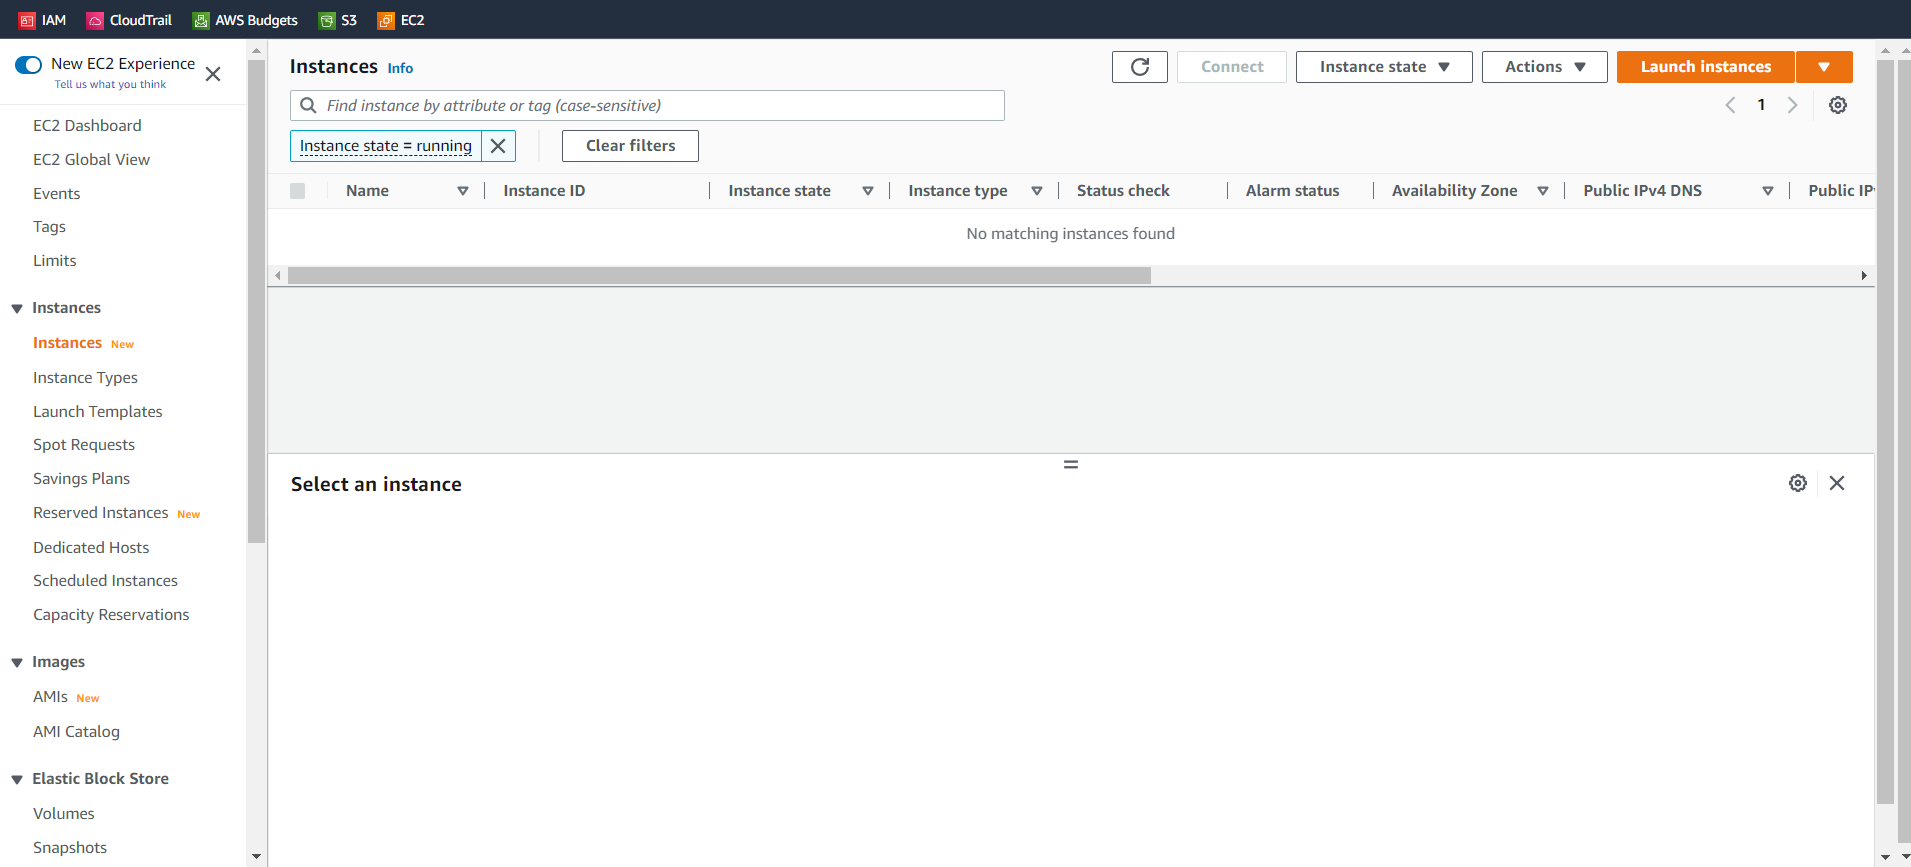 IAM CloudTrail AWS Budgets S3 EC2
New EC2 Experience
Tell us what you think
EC2 Dashboard
EC2 Global View
Events
Tags
Limits
Instances
Instances New
Instance Types
Launch Templates
Spot Requests
Savings Plans
Reserved Instances New
Dedicated Hosts
Scheduled Instances
Capacity Reservations
Images
AMIs New
AMI Catalog
Elastic Block Store
Volumes
Snapshots
Instances Info
Connect Instance state Actions Launch instances
Find instance by attribute or tag (case-sensitive)
1
Instance state = running Clear filters
Name Instance ID Instance state Instance type Status check Alarm status Availability Zone Public IPv4 DNS Public IP
No matching instances found
Select an instance